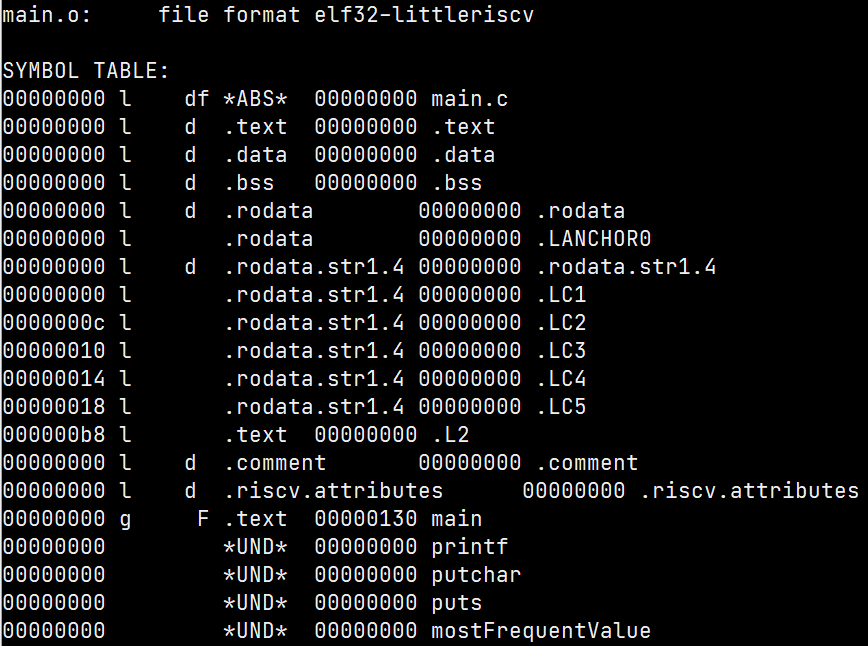 main.o:     file format elf32-littleriscv

SYMBOL TABLE:
00000000 l    df *ABS*  00000000 main.c
00000000 l    d  .text  00000000 .text
00000000 l    d  .data  00000000 .data
00000000 l    d  .bss   00000000 .bss
00000000 l    d  .rodata        00000000 .rodata
00000000 l       .rodata        00000000 .LANCHOR0
00000000 l    d  .rodata.str1.4 00000000 .rodata.str1.4
00000000 l       .rodata.str1.4 00000000 .LC1
0000000c l       .rodata.str1.4 00000000 .LC2
00000010 l       .rodata.str1.4 00000000 .LC3
00000014 l       .rodata.str1.4 00000000 .LC4
00000018 l       .rodata.str1.4 00000000 .LC5
000000b8 l       .text  00000000 .L2
00000000 l    d  .comment       00000000 .comment
00000000 l    d  .riscv.attributes      00000000 .riscv.attributes
00000000 g     F .text  00000130 main
00000000         *UND*  00000000 printf
00000000         *UND*  00000000 putchar
00000000         *UND*  00000000 puts
00000000         *UND*  00000000 mostFrequentValue